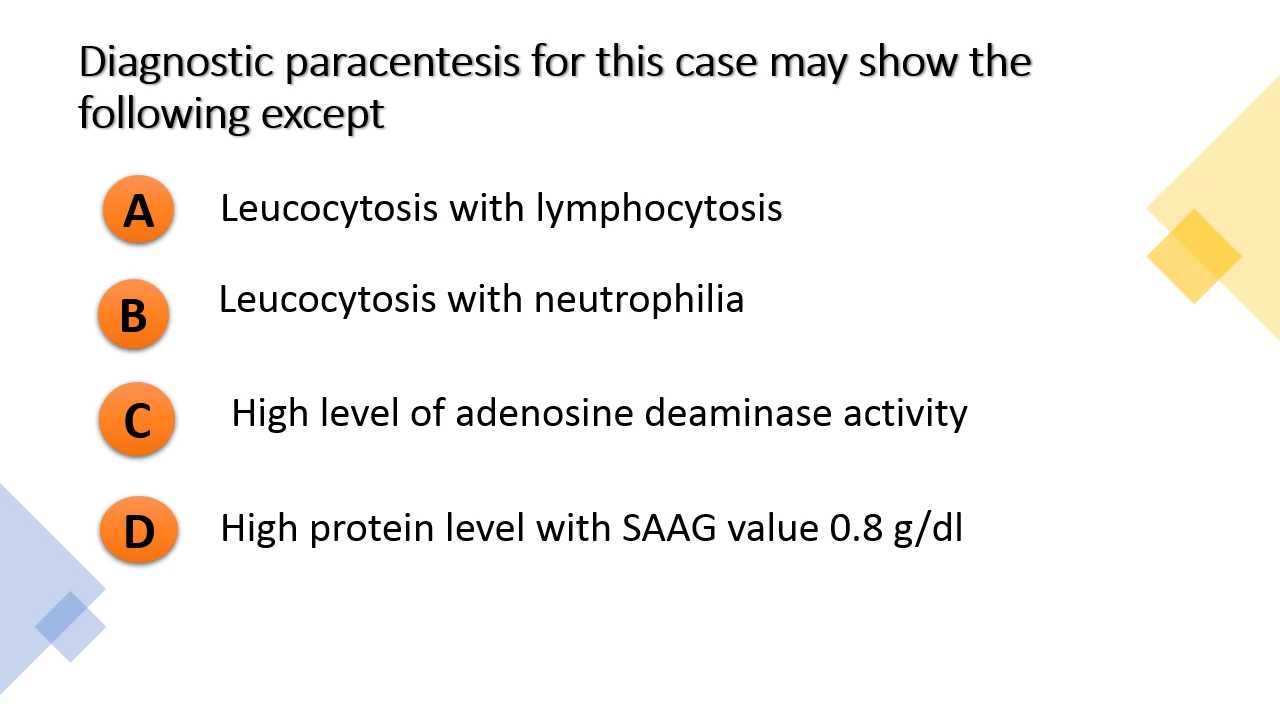 Diagnostic paracentesis for this case may show the
following except
A Leucocytosis with lymphocytosis
B Leucocytosis with neutrophilia
C High level of adenosine deaminase activity
D High protein level with SAAG value 0.8 g/dl